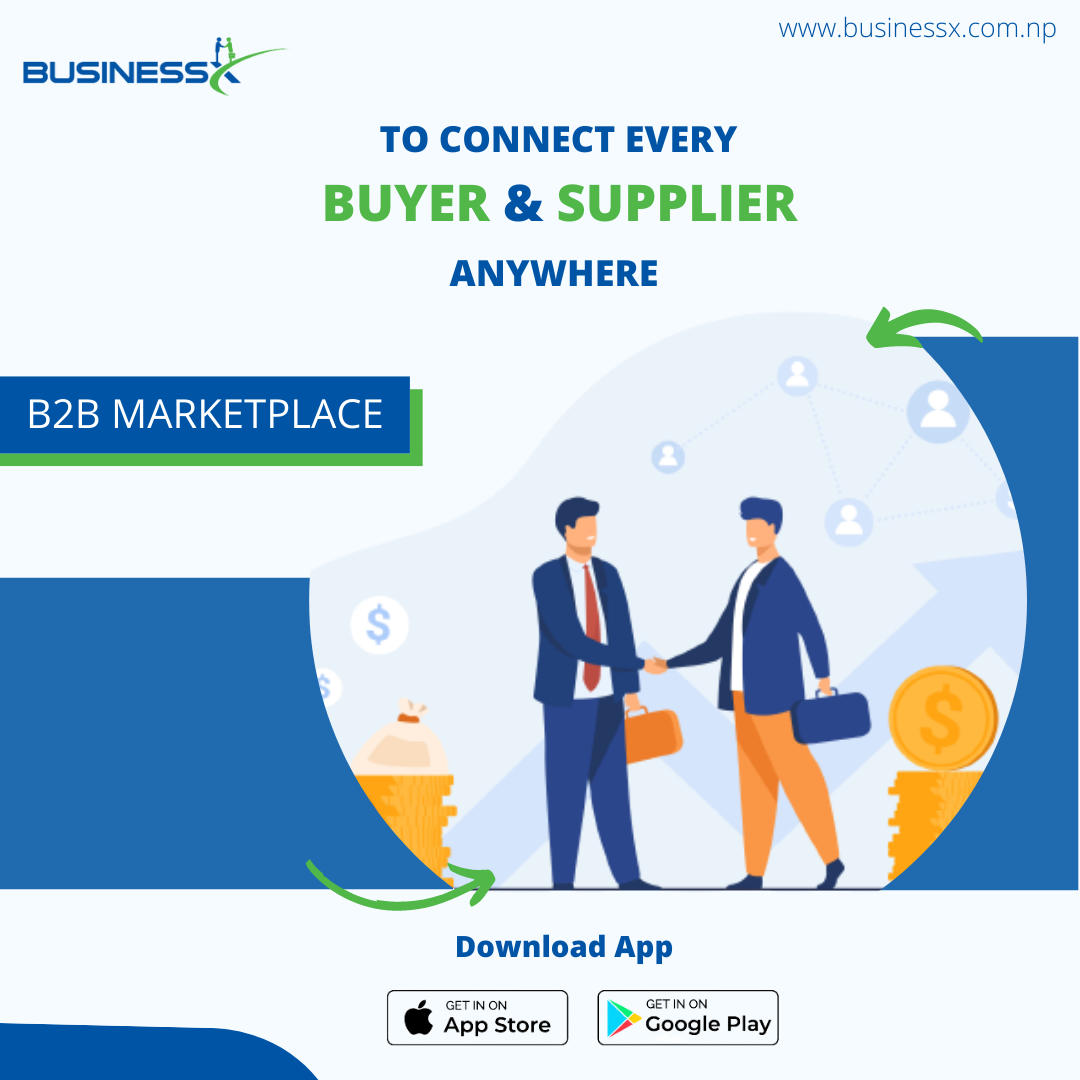 www.businessx.com.np
BUSINESSX
TO CONNECT EVERY
BUYER & SUPPLIER
ANYWHERE
B2B MARKETPLACE
$
$
$
Download App
GET IN ON
App Store
GET IN ON
Google Play